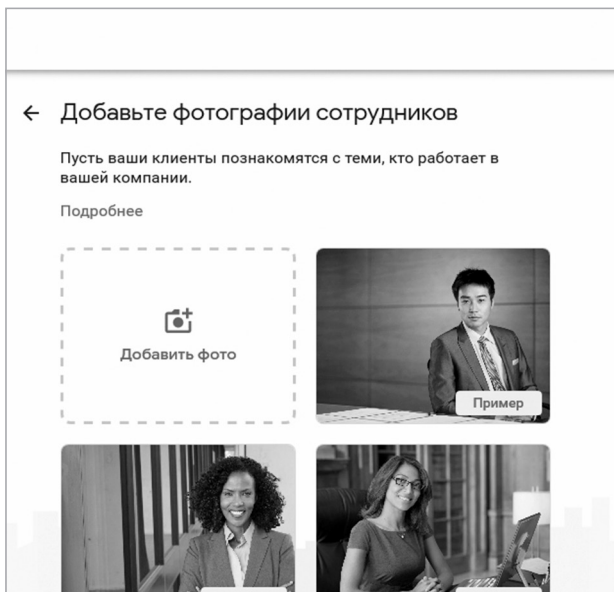 Добавьте фотографии сотрудников
Пусть ваши клиенты познакомятся с теми, кто работает в
вашей компании.
Подробнее
Добавить фото
Пример